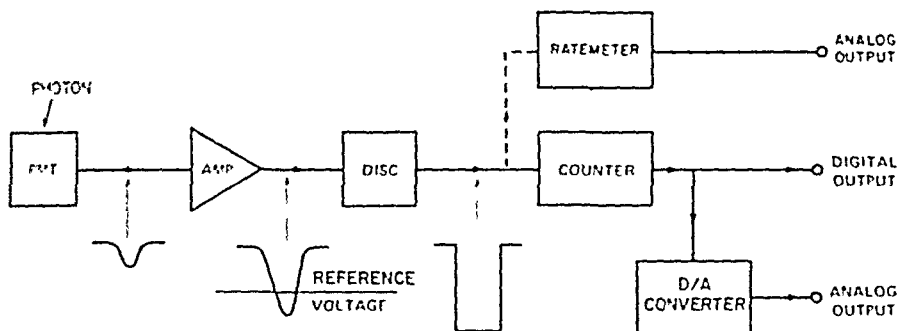 PHOTON
PMT
AMP
DISC
RATEMETER
ANALOG
OUTPUT
COUNTER
DIGITAL
OUTPUT
REFERENCE
VOLTAGE
D/A
CONVERTER
ANALOG
OUTPUT